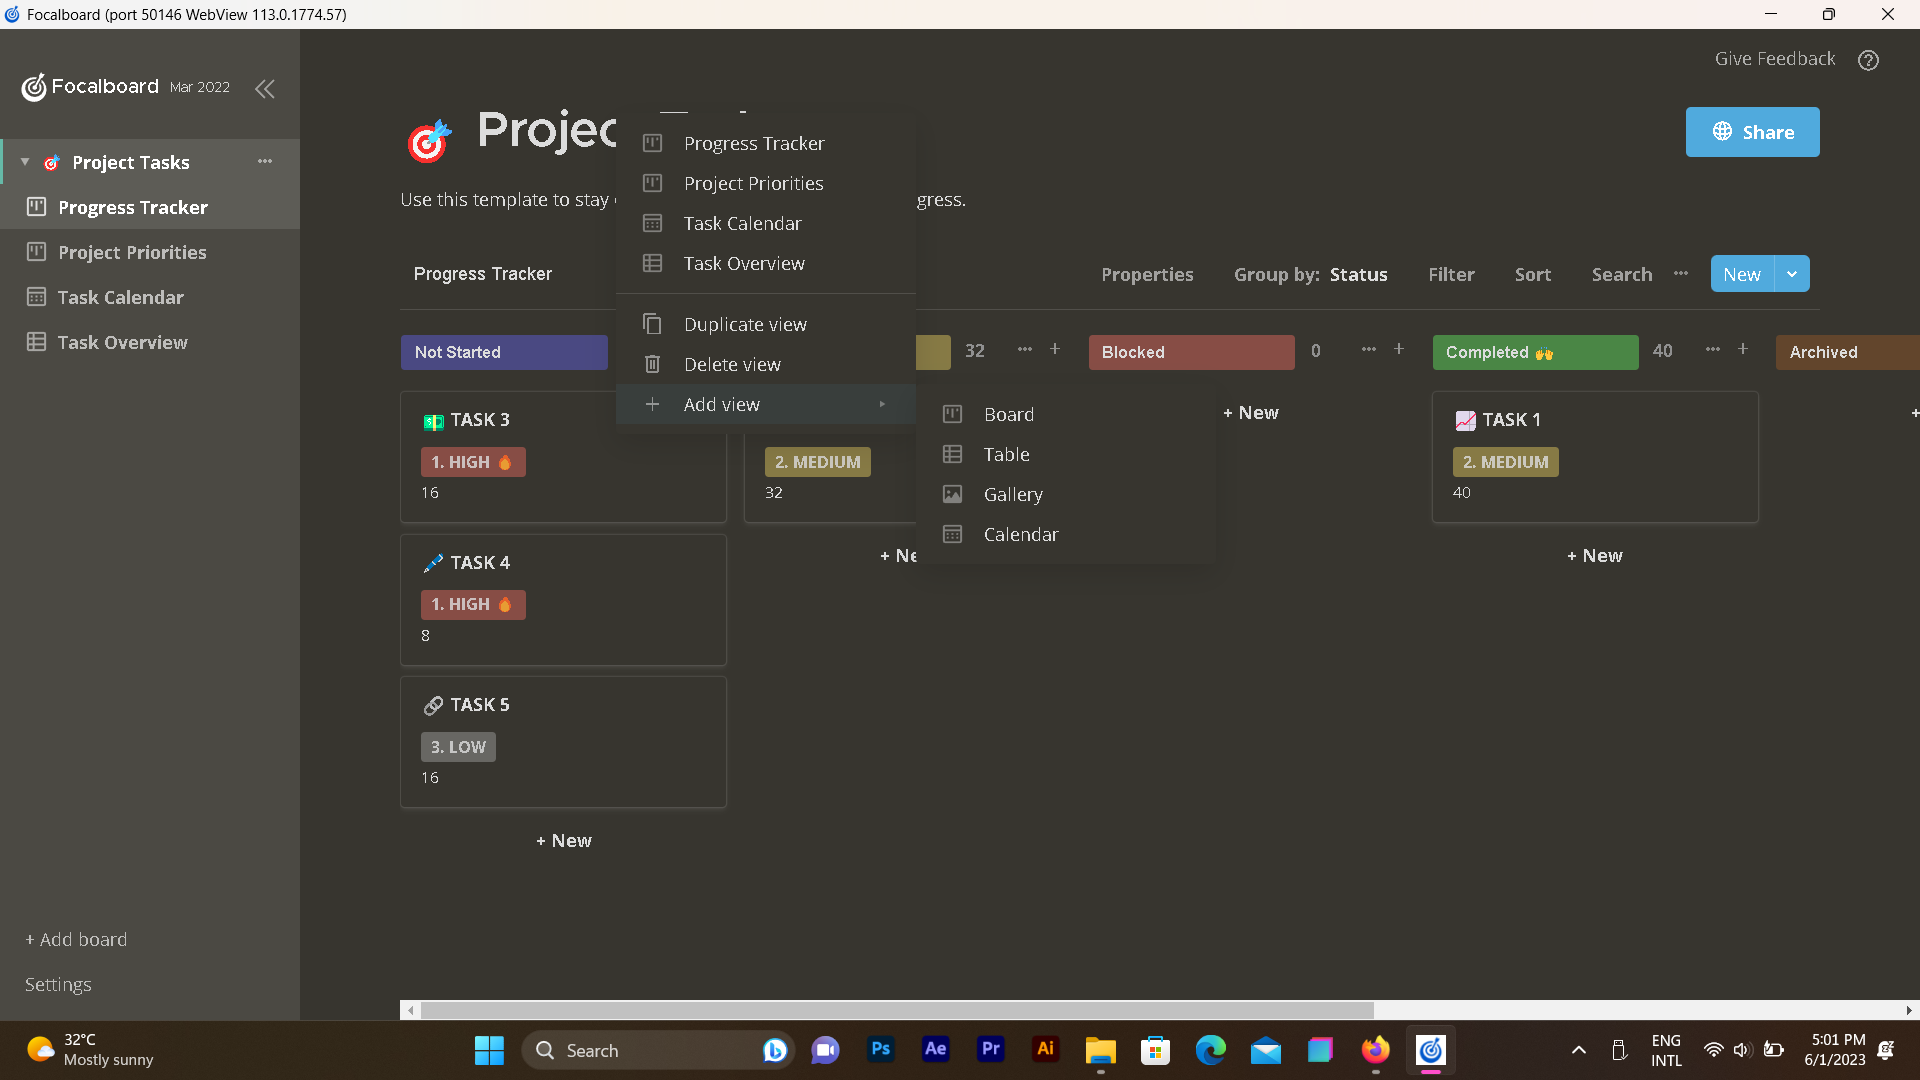 Focalboard (port 50146 WebView 113.0.1774.57)
Give Feedback
Focalboard Mar 2022
Project Tasks
Progress Tracker
Project Priorities
Task Calendar
Task Overview
+ Add board
Settings
Projec
Share
Use this template to stay
gress.
Progress Tracker
Project Priorities
Task Calendar
Task Overview
Duplicate view
Delete view
Add view
Board
Table
Gallery
Calendar
Progress Tracker
Properties
Group by: Status
Filter
Sort
Search
New
Not Started
32
Blocked
0
Completed 🙌
40
Archived
TASK 3
1. HIGH 🔥
16
TASK 4
1. HIGH 🔥
8
TASK 5
3. LOW
16
+ New
2. MEDIUM
32
+ Ne
+ New
TASK 1
2. MEDIUM
40
+ New
+
32°C
Mostly sunny
Search
Ps
Ae
Pr
Ai
ENG
INTL
5:01 PM
6/1/2023